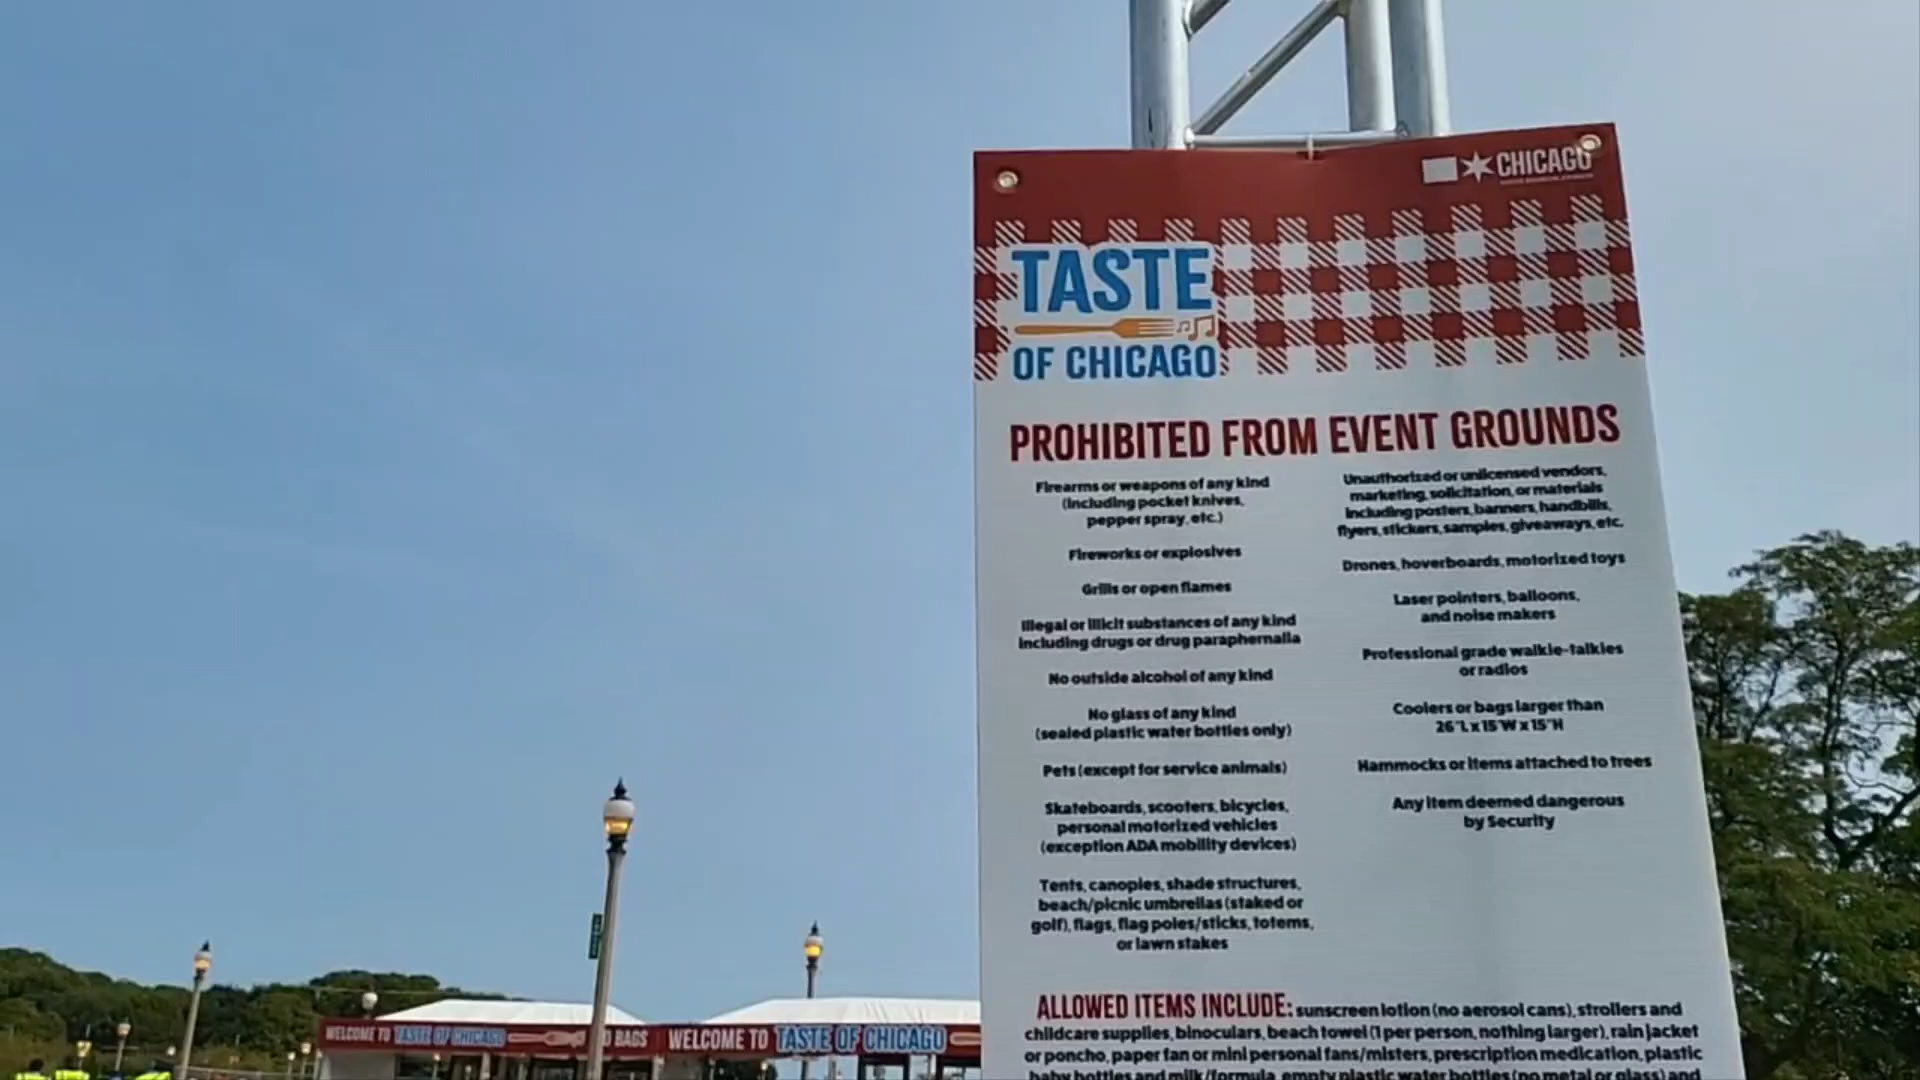 CHICAGO
TASTE
OF CHICAGO
PROHIBITED FROM EVENT GROUNDS
Firearms or weapons of any kind
(including pocket knives,
pepper spray, etc.)
Fireworks or explosives
Grills or open flames
Illegal or illicit substances of any kind
including drugs or drug paraphernalia
No outside alcohol of any kind
No glass of any kind
(sealed plastic water bottles only)
Pets (except for service animals)
Skateboards, scooters, bicycles,
personal motorized vehicles
(exception ADA mobility devices)
Tents, canopies, shade structures,
beach/picnic umbrellas (staked or
golf), flags, flag poles/sticks, totems,
or lawn stakes
Unauthorized or unlicensed vendors,
marketing, solicitation, or materials
including posters, banners, handbills,
flyers, stickers, samples, giveaways, etc.
Drones, hoverboards, motorized toys
Laser pointers, balloons,
and noise makers
Professional grade walkie-talkies
or radios
Coolers or bags larger than
26"L x 15"W x 15"H
Hammocks or items attached to trees
Any item deemed dangerous
by Security
ALLOWED ITEMS INCLUDE: sunscreen lotion (no aerosol cans), strollers and
childcare supplies, binoculars, beach towel (1 per person, nothing larger), rain jacket
or poncho, paper fan or mini personal fans/misters, prescription medication, plastic
baby bottles and milk/formula, empty plastic water bottles (no metal or glass) and
WELCOME TO TASTE OF CHICAGO
BAGS
WELCOME TO TASTE OF CHICAGO